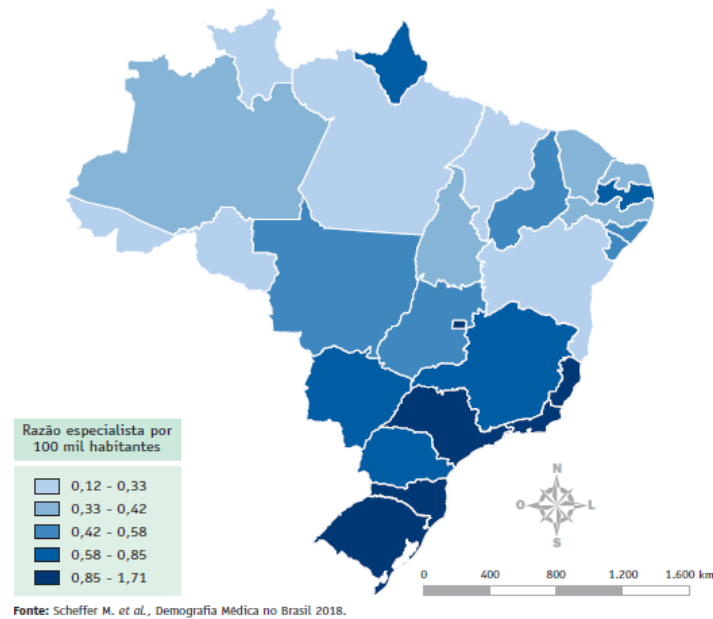 Razão especialista por
100 mil habitantes
0,12 - 0,33
0,33 - 0,42
0,42 - 0,58
0,58 - 0,85
0,85 - 1,71
N
O
L
S
0 400 800 1.200 1.600 km
Fonte: Scheffer M. et al., Demografia Médica no Brasil 2018.